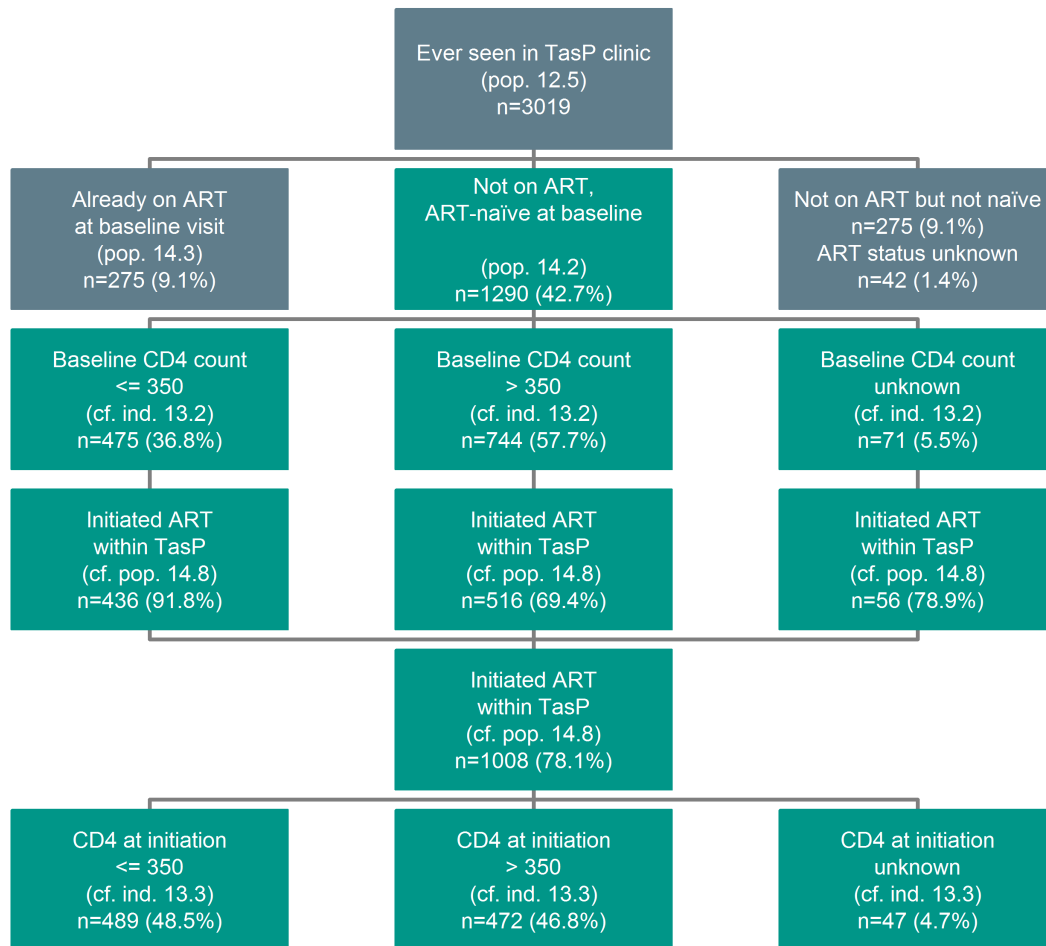 Ever seen in TasP clinic
(pop. 12.5)
n=3019
Already on ART
at baseline visit
(pop. 14.3)
n=275 (9.1%)
Not on ART,
ART-naïve at baseline
(pop. 14.2)
n=1290 (42.7%)
Not on ART but not naïve
n=275 (9.1%)
ART status unknown
n=42 (1.4%)
Baseline CD4 count
<= 350
(cf. ind. 13.2)
n=475 (36.8%)
Baseline CD4 count
> 350
(cf. ind. 13.2)
n=744 (57.7%)
Baseline CD4 count
unknown
(cf. ind. 13.2)
n=71 (5.5%)
Initiated ART
within TasP
(cf. pop. 14.8)
n=436 (91.8%)
Initiated ART
within TasP
(cf. pop. 14.8)
n=516 (69.4%)
Initiated ART
within TasP
(cf. pop. 14.8)
n=56 (78.9%)
Initiated ART
within TasP
(cf. pop. 14.8)
n=1008 (78.1%)
CD4 at initiation
<= 350
(cf. ind. 13.3)
n=489 (48.5%)
CD4 at initiation
> 350
(cf. ind. 13.3)
n=472 (46.8%)
CD4 at initiation
unknown
(cf. ind. 13.3)
n=47 (4.7%)